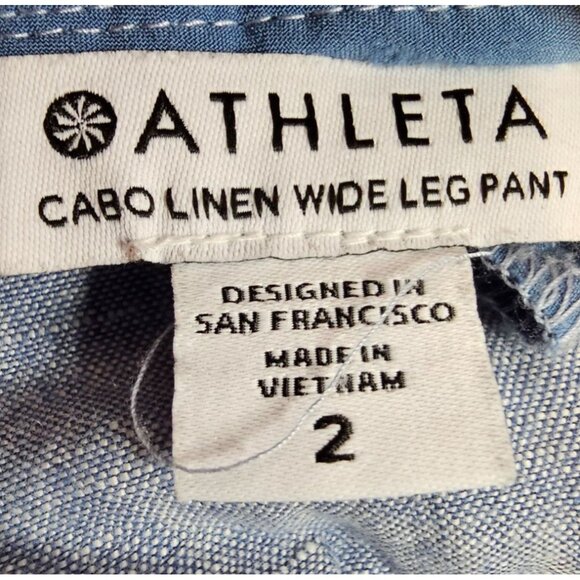 ATHLETA
CABO LINEN WIDE LEG PANT
DESIGNED IN
SAN FRANCISCO
MADE IN
VIETNAM
2